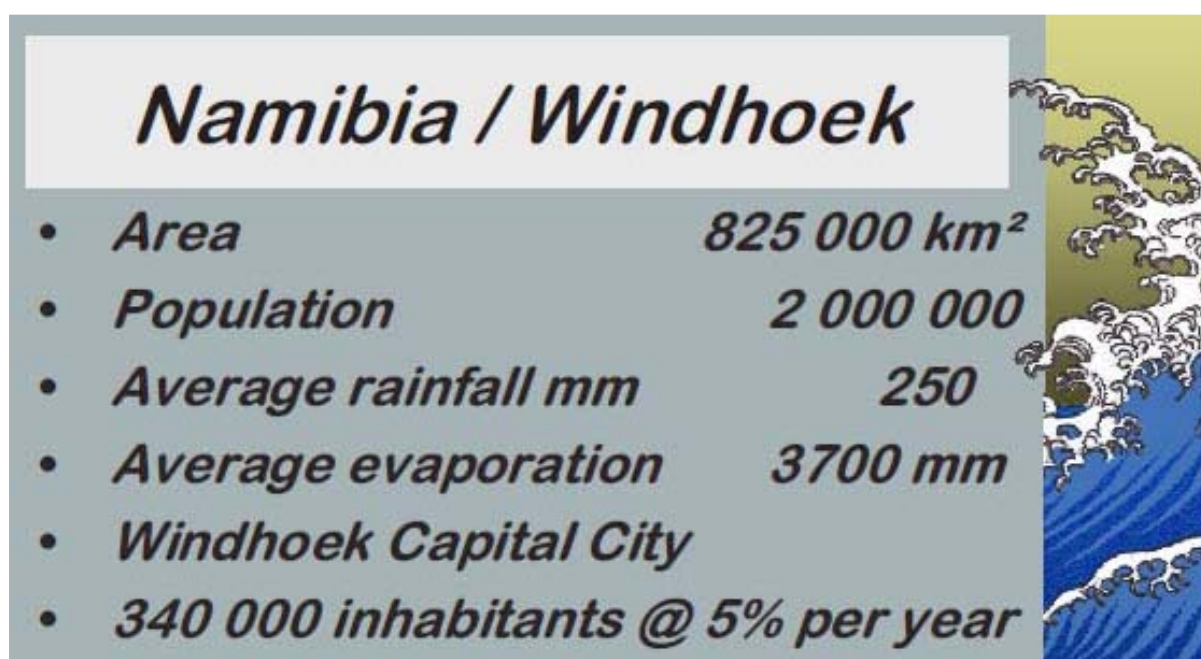 Namibia / Windhoek
• Area 825 000 km²
• Population 2 000 000
• Average rainfall mm 250
• Average evaporation 3700 mm
• Windhoek Capital City
• 340 000 inhabitants @ 5% per year